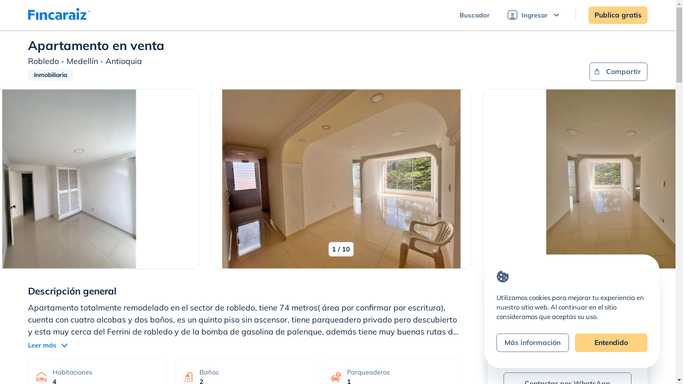 Fincaraíz
Buscador
Ingresar
Publica gratis
Apartamento en venta
Robledo - Medellín - Antioquia
Inmobiliaria
Compartir
1 / 10
Descripción general
Apartamento totalmente remodelado en el sector de robledo, tiene 74 metros( área por confirmar por escritura),
cuenta con cuatro alcobas y dos baños, es un quinto piso sin ascensor, tiene parqueadero privado pero descubierto
y esta muy cerca del Ferrini de robledo y de la bomba de gasolina de palenque, además tiene muy buenas rutas d...
Leer más
Habitaciones
4
Baños
2
Parqueaderos
1
Utilizamos cookies para mejorar tu experiencia en
nuestro sitio web. Al continuar en el sitio
consideramos que aceptas su uso.
Más información
Entendido
Contactar por WhatsApp